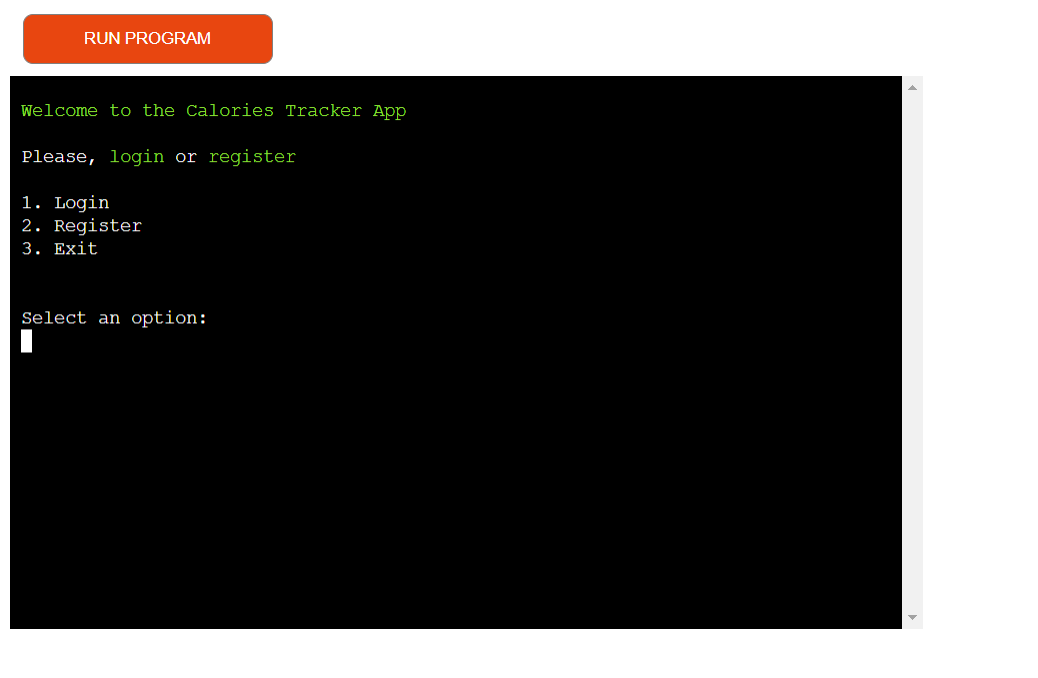 RUN PROGRAM
Welcome to the Calories Tracker App
Please, login or register
1. Login
2. Register
3. Exit
Select an option: